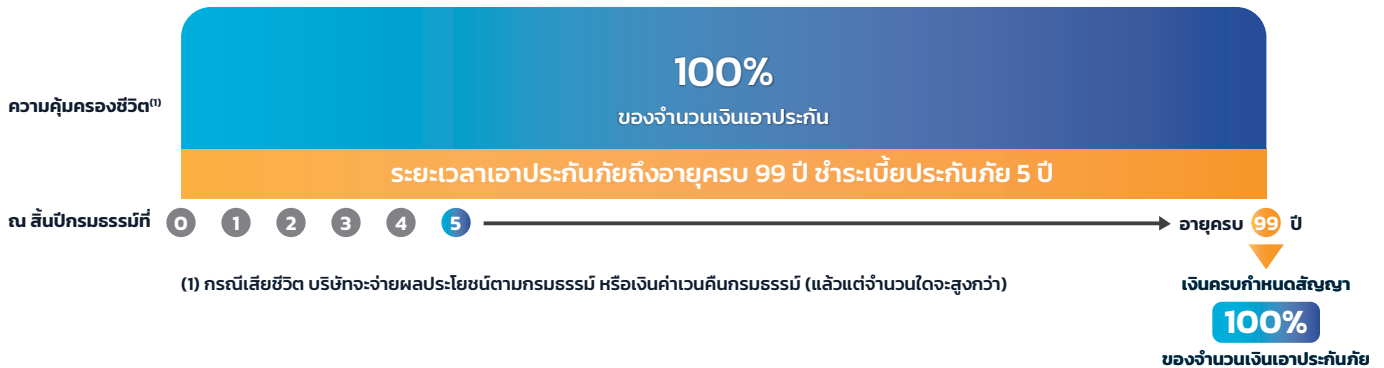 100%
ความคุ้มครองชีวิต(1)
ของจำนวนเงินเอาประกัน
ระยะเวลาเอาประกันภัยถึงอายุครบ 99 ปี ชำระเบี้ยประกันภัย 5 ปี
ณ สิ้นปีกรมธรรม์ที่ 0 1 2 3 4 5 อายุครบ 99 ปี
(1) กรณีเสียชีวิต บริษัทจะจ่ายผลประโยชน์ตามกรมธรรม์ หรือเงินค่าเวนคืนกรมธรรม์ (แล้วแต่จำนวนใดจะสูงกว่า)
เงินครบกำหนดสัญญา
100%
ของจำนวนเงินเอาประกันภัย